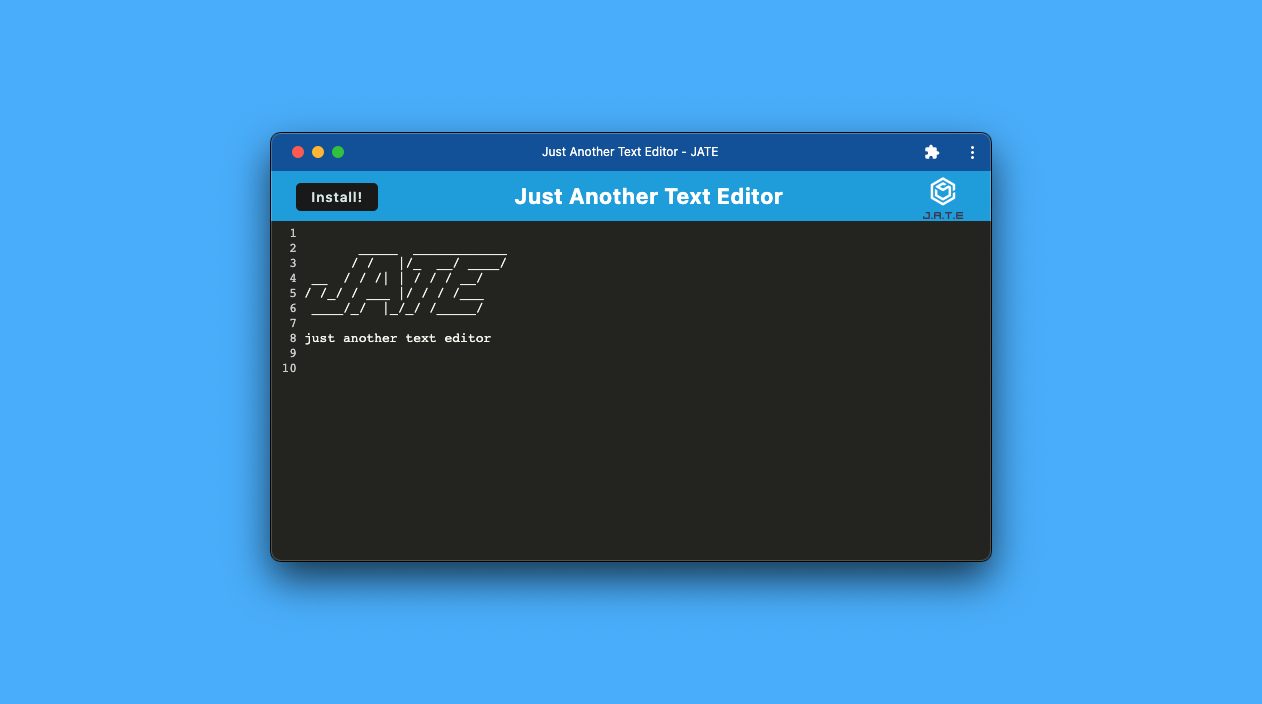 Just Another Text Editor - JATE
Install!
Just Another Text Editor
J.A.T.E
1
2       _____  ____________
3      / /   |/_  __/ ____/
4 __  / / /| | / / / __/
5 / /_/ / ___ |/ / / /___
6 ____/_/  |_/_/ /_____/
7
8 just another text editor
9
10